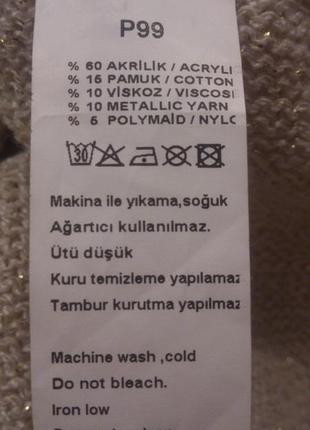 P99
% 60 AKRİLİK / ACRYLI
% 15 PAMUK / COTTON
% 10 VİSKOZ / VISCOS
% 10 METALLIC YARN
% 5 POLYMAİD / NYLO
30
Makina ile yıkama,soğuk
Ağartıcı kullanılmaz.
Ütü düşük
Kuru temizleme yapılamaz
Tambur kurutma yapılmaz
Machine wash ,cold
Do not bleach.
Iron low